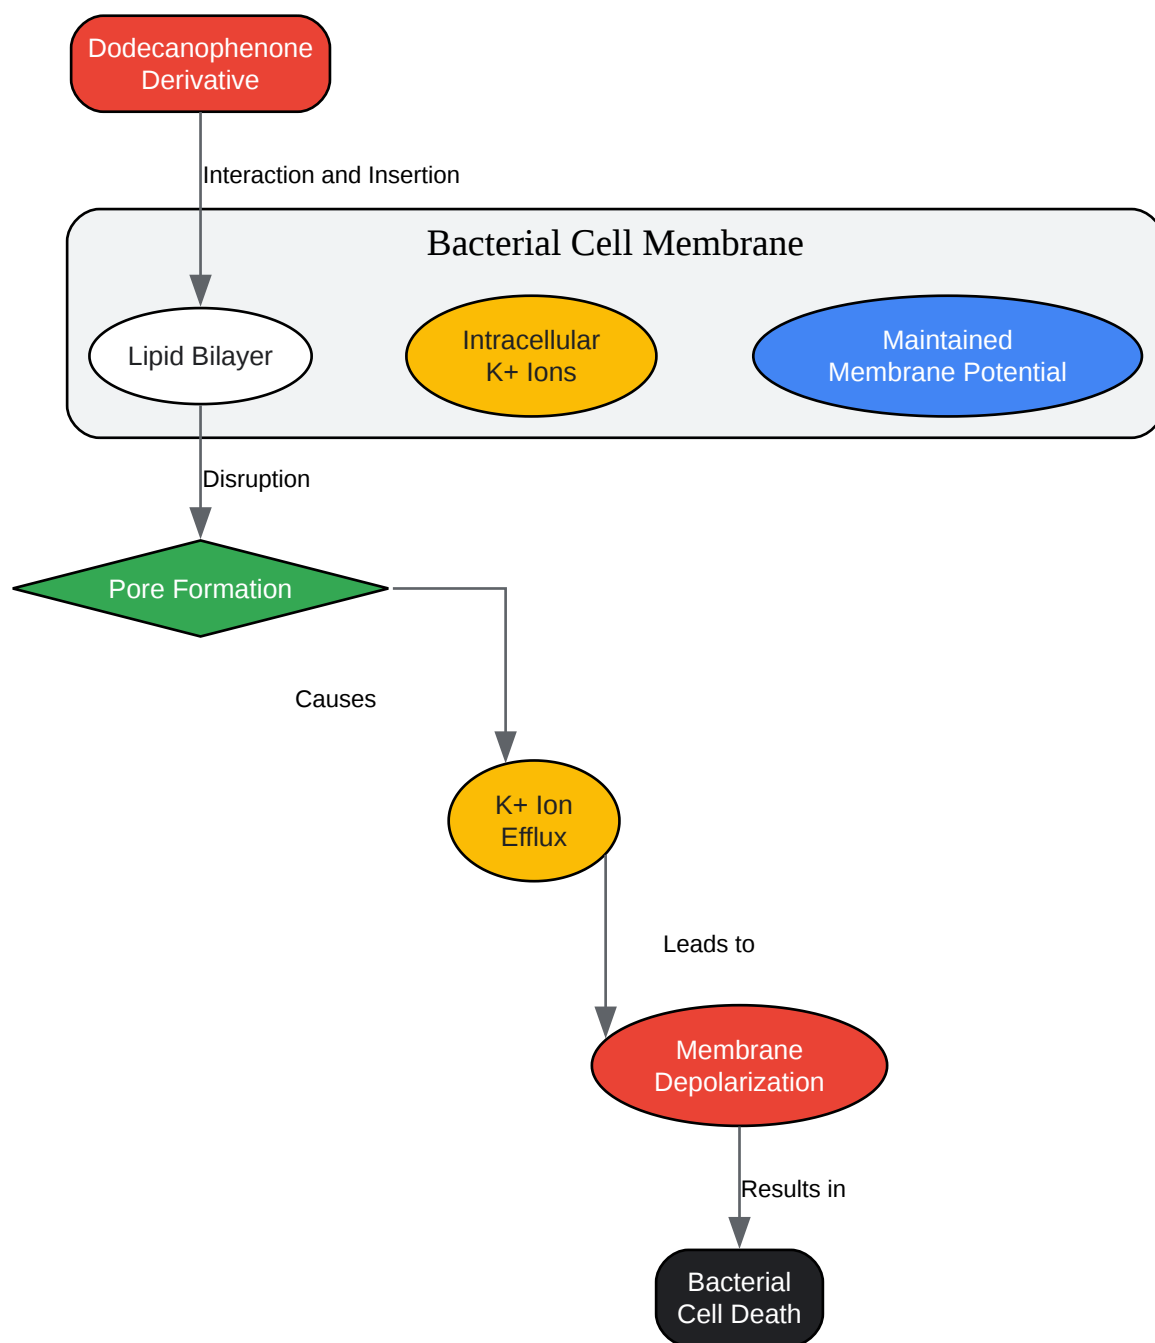 Dodecanophenone
Derivative
Interaction and Insertion
Bacterial Cell Membrane
Lipid Bilayer
Intracellular
K+ Ions
Maintained
Membrane Potential
Disruption
Pore Formation
Causes
K+ Ion
Efflux
Leads to
Membrane
Depolarization
Results in
Bacterial
Cell Death